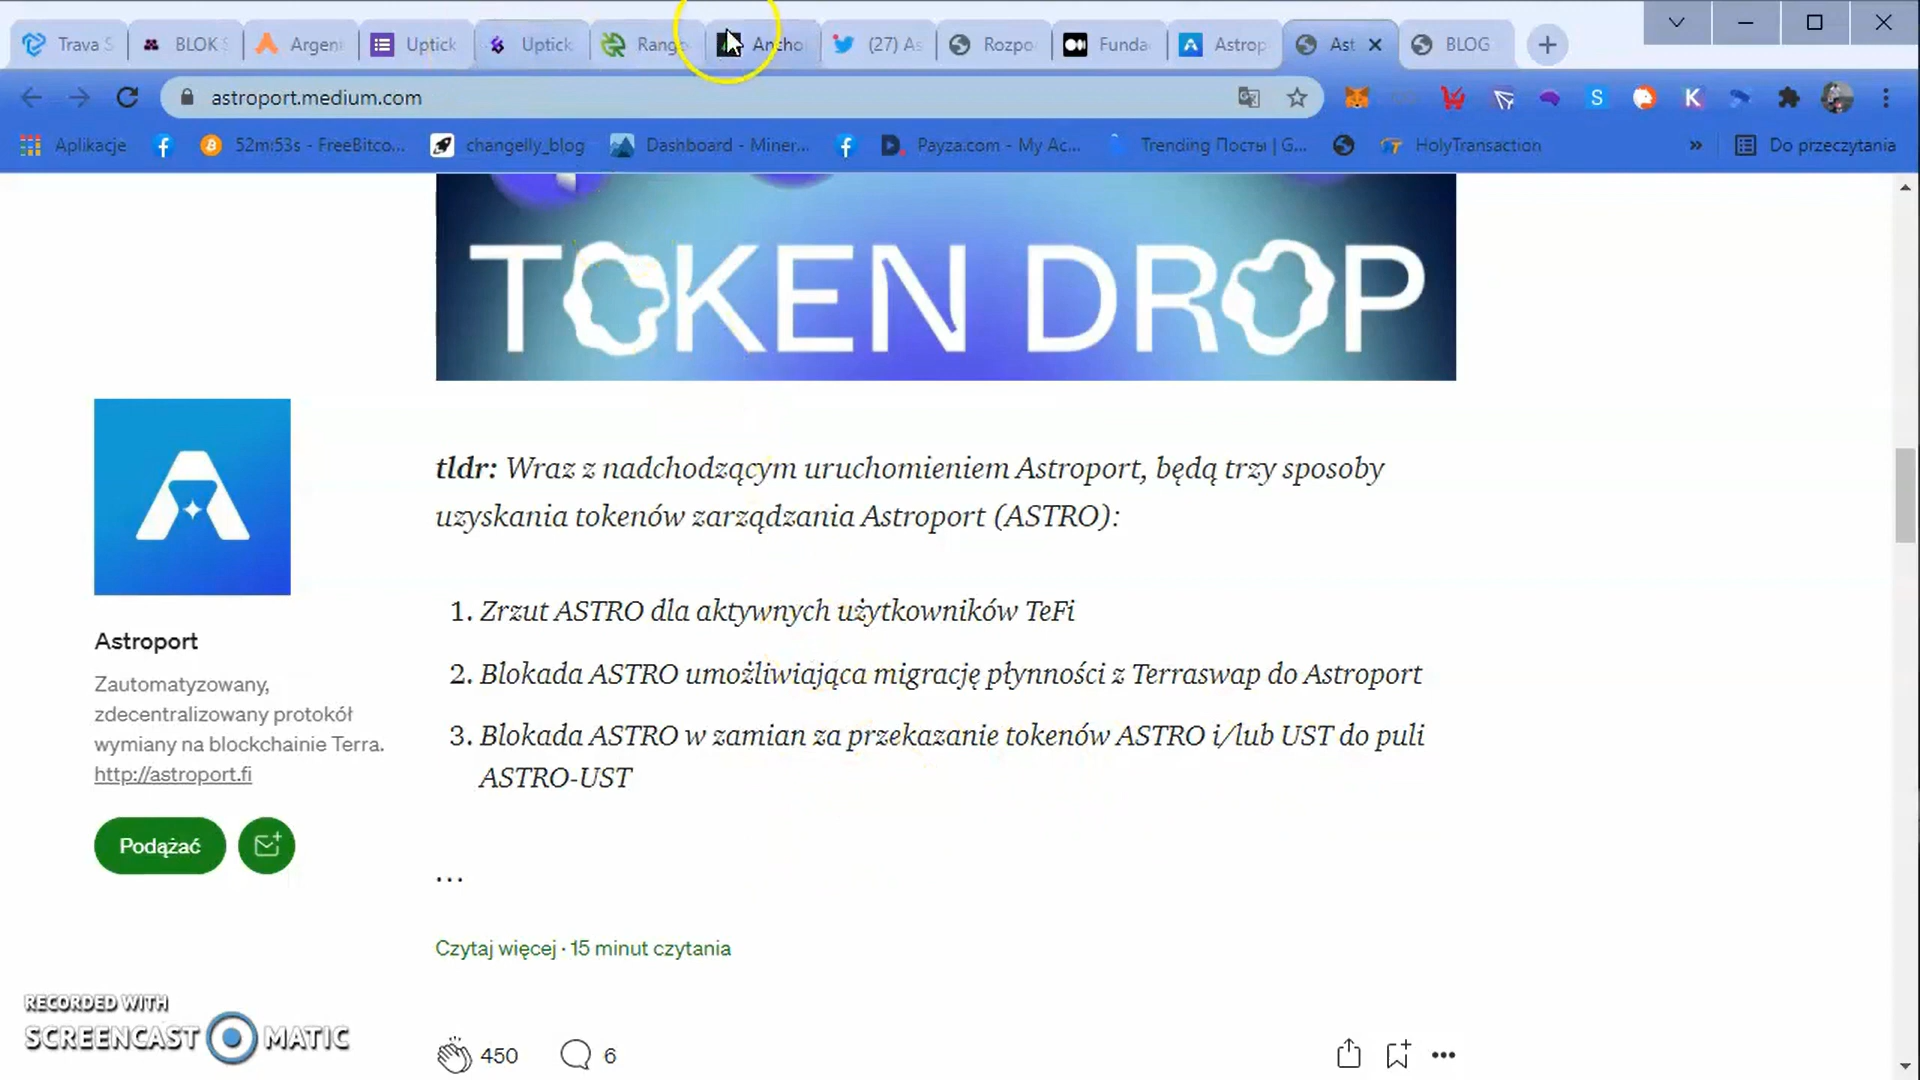 Trava S
BLOK S
Argen
Uptick
Uptick
Rango
Ancho
(27) As
Rozpo
Funda
Astrop
Ast
BLOG
astroport.medium.com
Aplikacje
52m:53s - FreeBitco...
changelly_blog
Dashboard - Miner...
Payza.com - My Ac...
Trending Посты | G...
HolyTransaction
»
Do przeczytania
TOKEN DROP
tldr: Wraz z nadchodzącym uruchomieniem Astroport, będą trzy sposoby
uzyskania tokenów zarządzania Astroport (ASTRO):
1. Zrzut ASTRO dla aktywnych użytkowników TeFi
2. Blokada ASTRO umożliwiająca migrację płynności z Terraswap do Astroport
3. Blokada ASTRO w zamian za przekazanie tokenów ASTRO i/lub UST do puli
ASTRO-UST
...
Czytaj więcej · 15 minut czytania
450
6
Astroport
Zautomatyzowany,
zdecentralizowany protokół
wymiany na blockchainie Terra.
http://astroport.fi
Podążać
RECORDED WITH
SCREENCAST MATIC